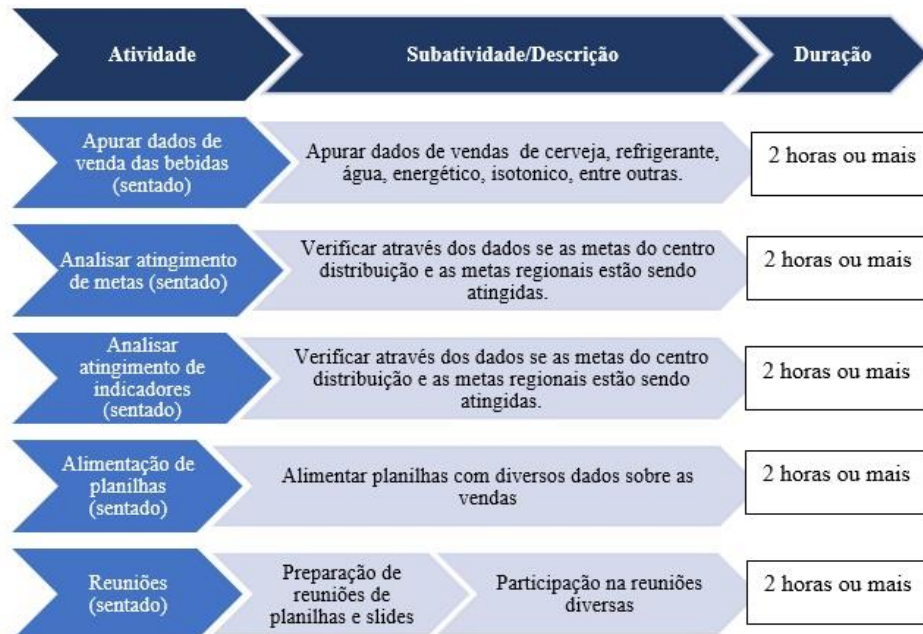 Atividade
Subatividade/Descrição
Duração
Apurar dados de
venda das bebidas
(sentado)
Apurar dados de vendas de cerveja, refrigerante,
água, energético, isotonico, entre outras.
2 horas ou mais
Analisar atingimento
de metas (sentado)
Verificar através dos dados se as metas do centro
distribuição e as metas regionais estão sendo
atingidas.
2 horas ou mais
Analisar
atingimento de
indicadores
(sentado)
Verificar através dos dados se as metas do centro
distribuição e as metas regionais estão sendo
atingidas.
2 horas ou mais
Alimentação de
planilhas
(sentado)
Alimentar planilhas com diversos dados sobre as
vendas
2 horas ou mais
Reuniões
(sentado)
Preparação de
reuniões de
planilhas e slides
Participação na reuniões
diversas
2 horas ou mais